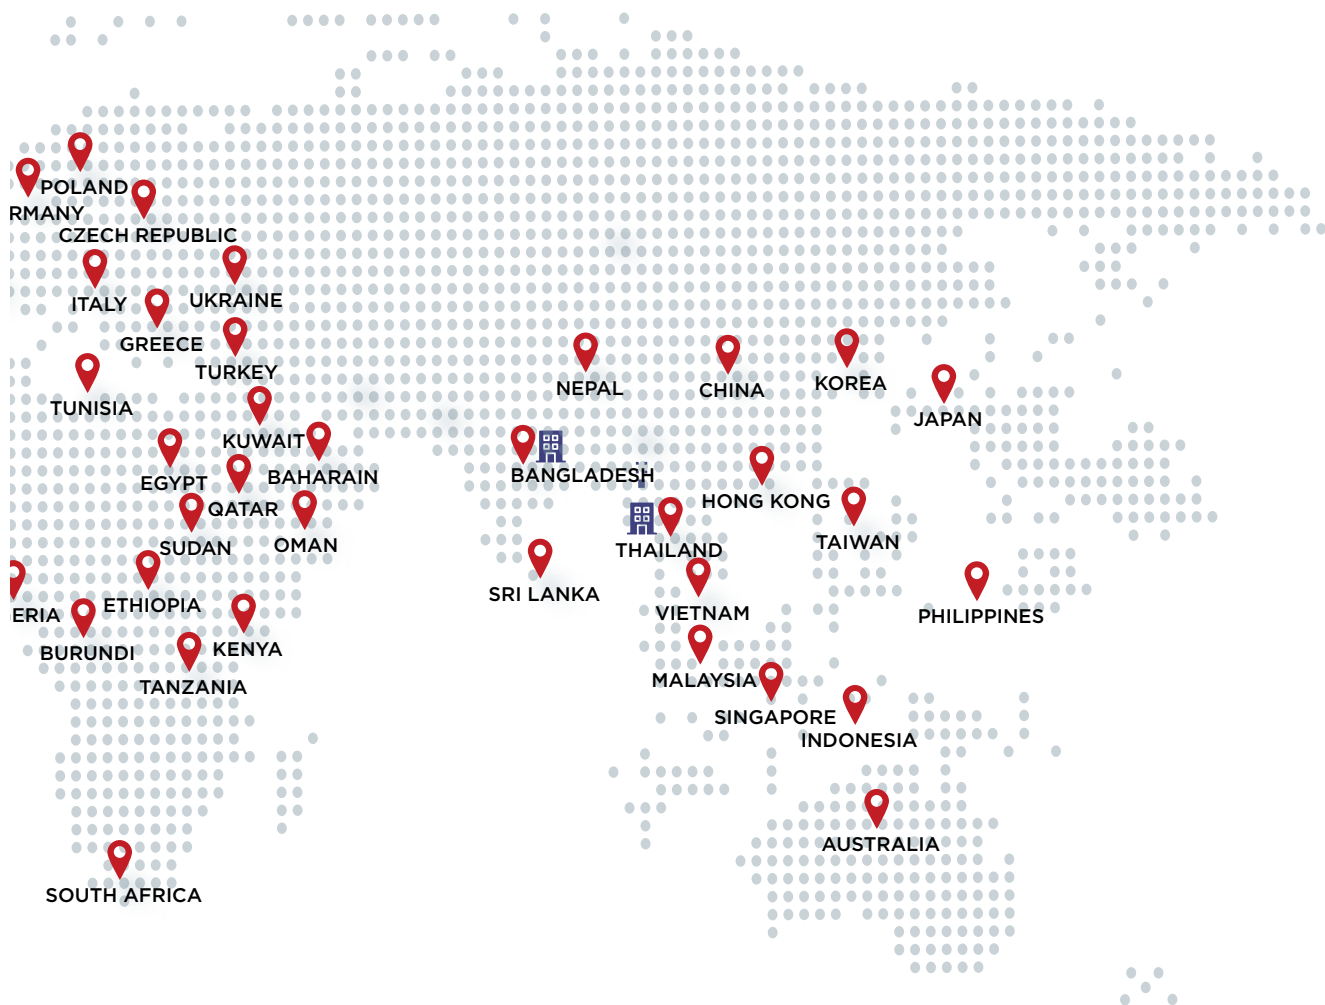 POLAND
RMANY
CZECH REPUBLIC
ITALY
UKRAINE
GREECE
TURKEY
NEPAL
CHINA
KOREA
TUNISIA
JAPAN
KUWAIT
EGYPT
BAHARAIN
BANGLADESH
HONG KONG
QATAR
SUDAN
OMAN
THAILAND
TAIWAN
SRI LANKA
ERIA
ETHIOPIA
VIETNAM
PHILIPPINES
BURUNDI
KENYA
TANZANIA
MALAYSIA
SINGAPORE
INDONESIA
AUSTRALIA
SOUTH AFRICA